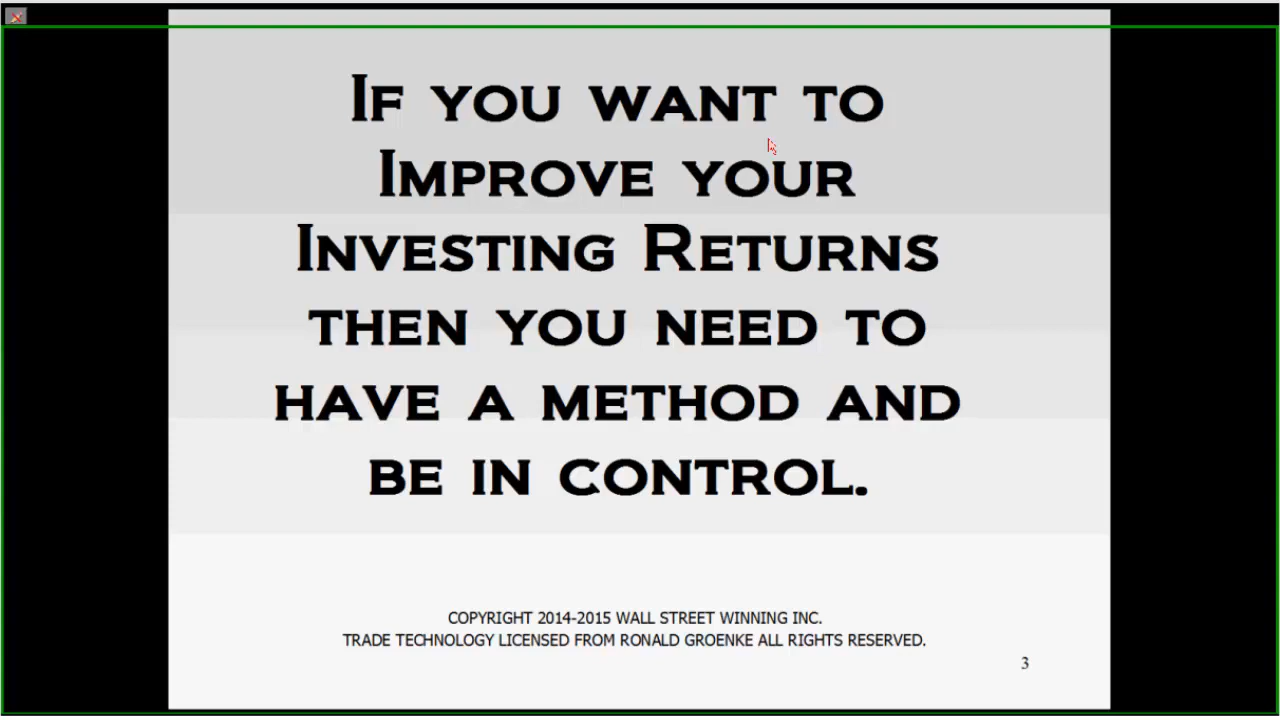 If you want to
Improve your
Investing Returns
then you need to
have a method and
be in control.
COPYRIGHT 2014-2015 WALL STREET WINNING INC.
TRADE TECHNOLOGY LICENSED FROM RONALD GROENKE ALL RIGHTS RESERVED.
3